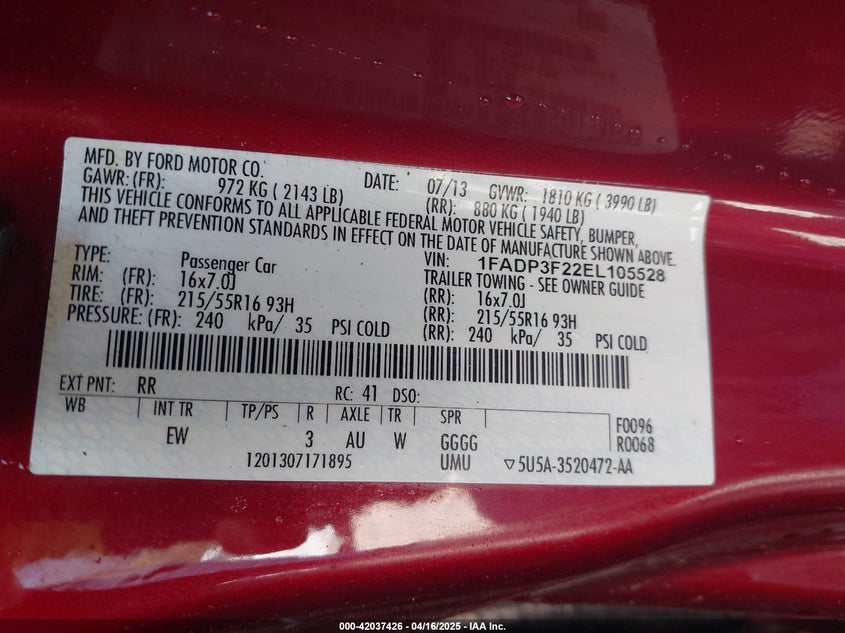 MFD. BY FORD MOTOR CO. DATE: 07/13 GVWR: 1810 KG ( 3990 LB)
GAWR: (FR): 972 KG ( 2143 LB) (RR): 880 KG ( 1940 LB)
THIS VEHICLE CONFORMS TO ALL APPLICABLE FEDERAL MOTOR VEHICLE SAFETY, BUMPER,
AND THEFT PREVENTION STANDARDS IN EFFECT ON THE DATE OF MANUFACTURE SHOWN ABOVE.
VIN: 1FADP3F22EL105528
TYPE: Passenger Car TRAILER TOWING - SEE OWNER GUIDE
RIM: (FR): 16x7.0J (RR): 16x7.0J
TIRE: (FR): 215/55R16 93H (RR): 215/55R16 93H
PRESSURE: (FR): 240 kPa/ 35 PSI COLD (RR): 240 kPa/ 35 PSI COLD
EXT PNT: RR RC: 41 DSO:
WB INT TR TP/PS R AXLE TR SPR F0096
EW 3 AU W GGGG R0068
1201307171895 UMU ▽5U5A-3520472-AA
000-42037426 - 04/16/2025 - IAA Inc.